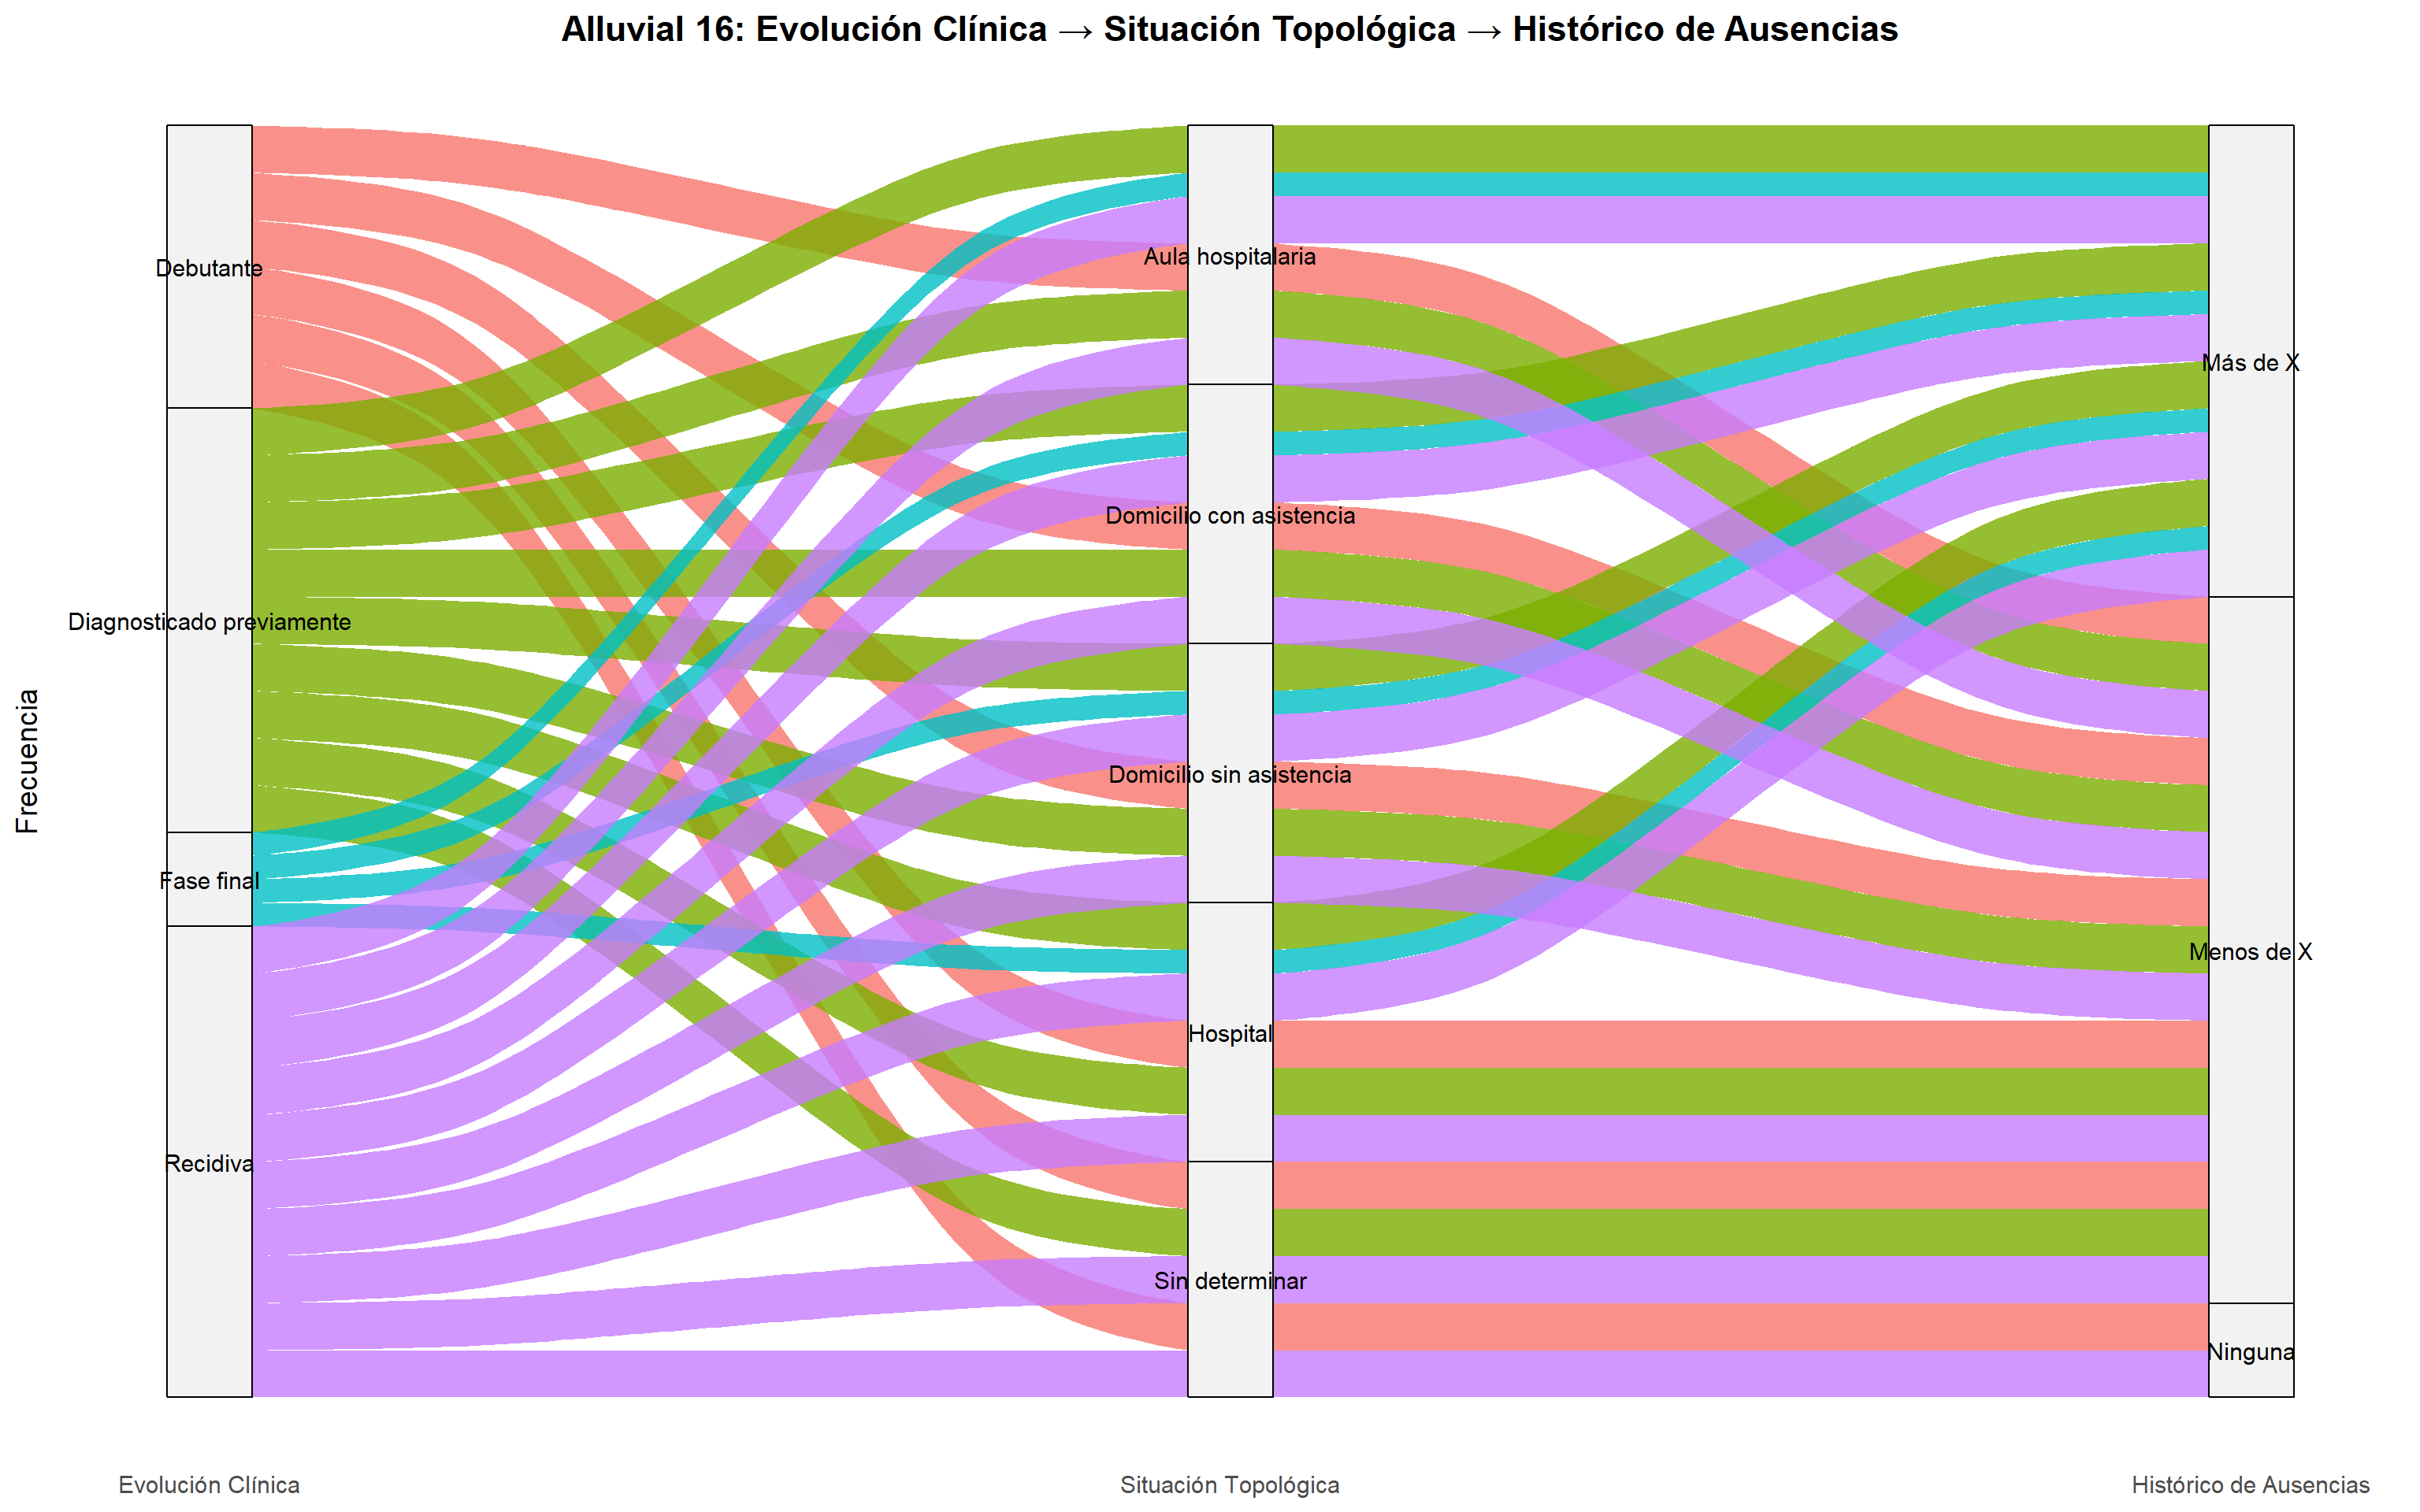 Alluvial 16: Evolución Clínica → Situación Topológica → Histórico de Ausencias
Frecuencia
Debutante
Diagnosticado previamente
Fase final
Recidiva
Aula hospitalaria
Domicilio con asistencia
Domicilio sin asistencia
Hospital
Sin determinar
Más de X
Menos de X
Ninguna
Evolución Clínica
Situación Topológica
Histórico de Ausencias